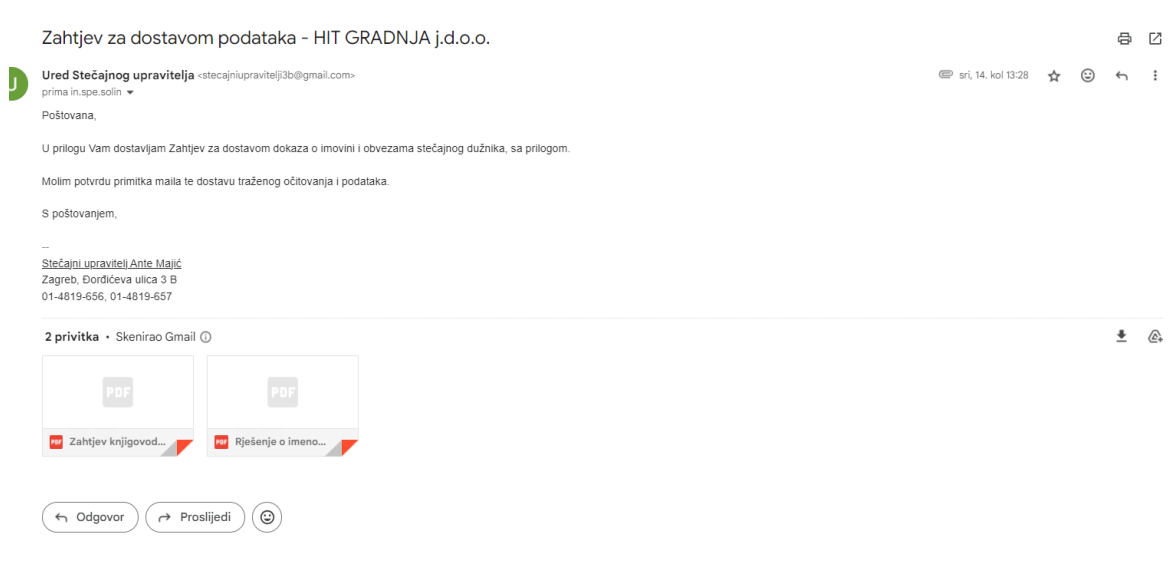 Zahtjev za dostavom podataka - HIT GRADNJA j.d.o.o.
Ured Stečajnog upravitelja <stecajniupravitelji3b@gmail.com>
sri, 14. kol 13:28
prima in.spe.solin
Poštovana,
U prilogu Vam dostavljam Zahtjev za dostavom dokaza o imovini i obvezama stečajnog dužnika, sa prilogom.
Molim potvrdu primitka maila te dostavu traženog očitovanja i podataka.
S poštovanjem,
--
Stečajni upravitelj Ante Majić
Zagreb, Đorđićeva ulica 3 B
01-4819-656, 01-4819-657
2 privitka • Skenirao Gmail
PDF
PDF
PDF Zahtjev knjigovod...
PDF Rješenje o imeno...
Odgovor
Proslijedi